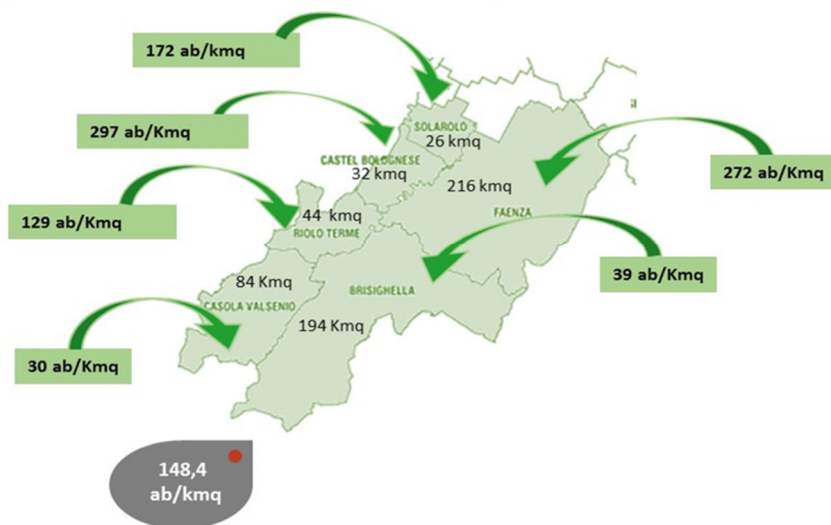 172 ab/kmq
297 ab/Kmq
SOLAROLO
26 kmq
CASTEL BOLOGNESE
32 kmq
272 ab/Kmq
216 kmq
FAENZA
129 ab/Kmq
44 kmq
RIOLO TERME
39 ab/Kmq
84 Kmq
BRISIGHELLA
CASOLA VALSENIO
194 Kmq
30 ab/Kmq
148,4
ab/kmq